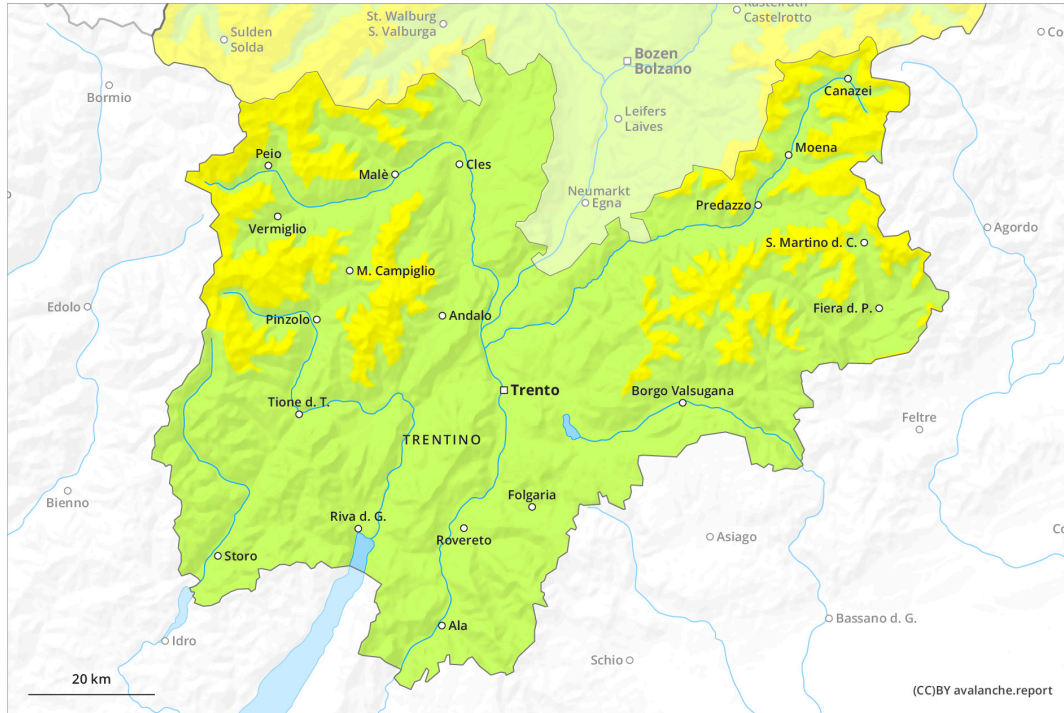 Kastelruth
Castelrotto
St. Walburg
S. Valburga
Sulden
Solda
Bozen
Bolzano
Bormio
Canazei
Leifers
Laives
Moena
Peio
Malè
Cles
Neumarkt
Egna
Predazzo
Vermiglio
S. Martino d. C.
Agordo
M. Campiglio
Edolo
Pinzolo
Andalo
Fiera d. P.
Trento
Borgo Valsugana
Tione d. T.
Feltre
TRENTINO
Bienno
Folgaria
Riva d. G.
Rovereto
Asiago
Storo
Ala
Bassano d. G.
Idro
Schio
20 km
(CC)BY avalanche.report